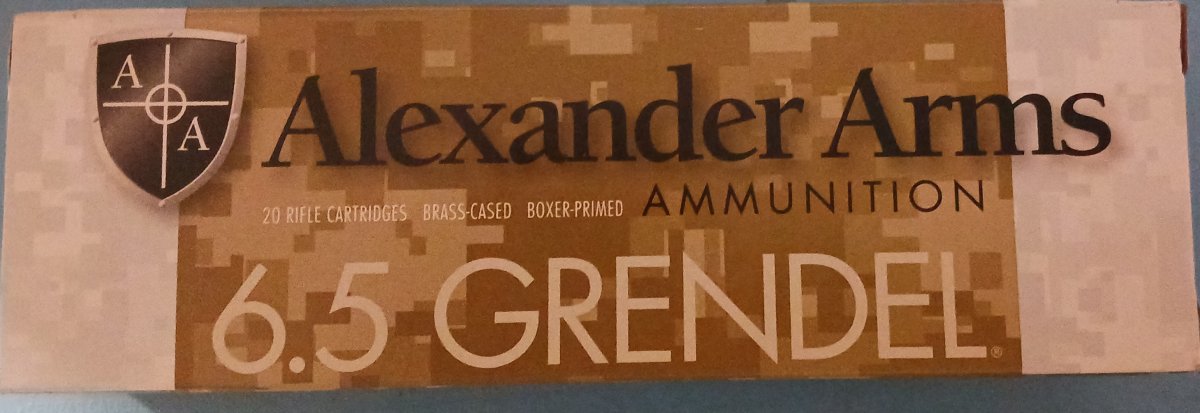 A
A
Alexander Arms
20 RIFLE CARTRIDGES BRASS-CASED BOXER-PRIMED AMMUNITION
6.5 GRENDEL®